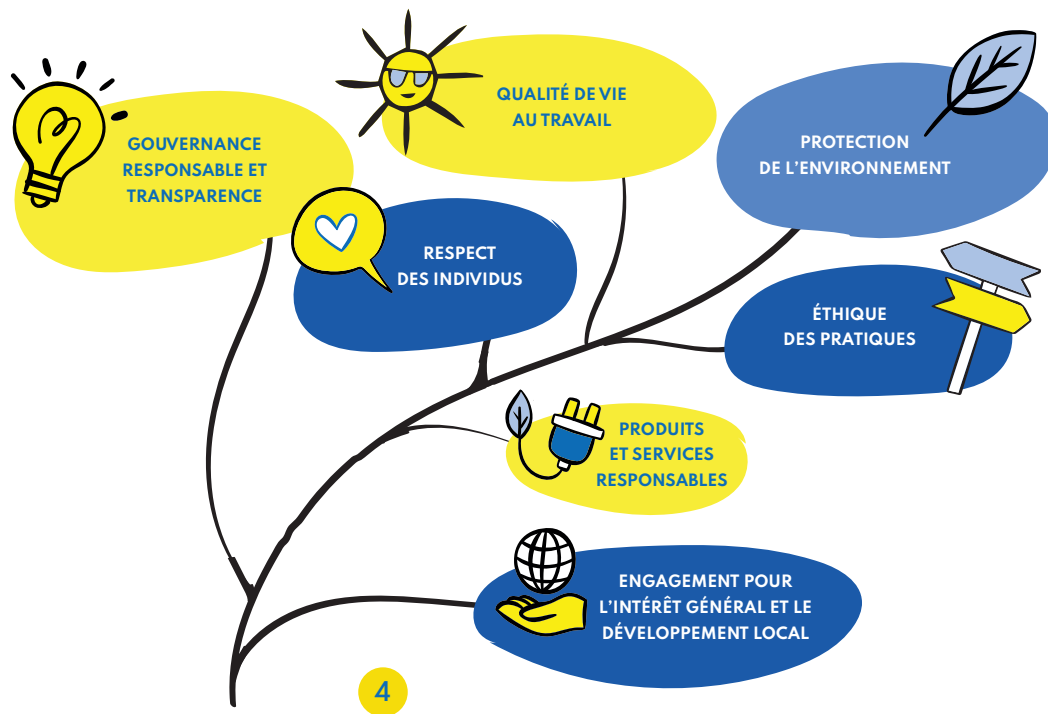 GOUVERNANCE
RESPONSABLE ET
TRANSPARENCE
QUALITÉ DE VIE
AU TRAVAIL
PROTECTION
DE L'ENVIRONNEMENT
RESPECT
DES INDIVIDUS
ÉTHIQUE
DES PRATIQUES
PRODUITS
ET SERVICES
RESPONSABLES
ENGAGEMENT POUR
L'INTÉRÊT GÉNÉRAL ET LE
DÉVELOPPEMENT LOCAL
4